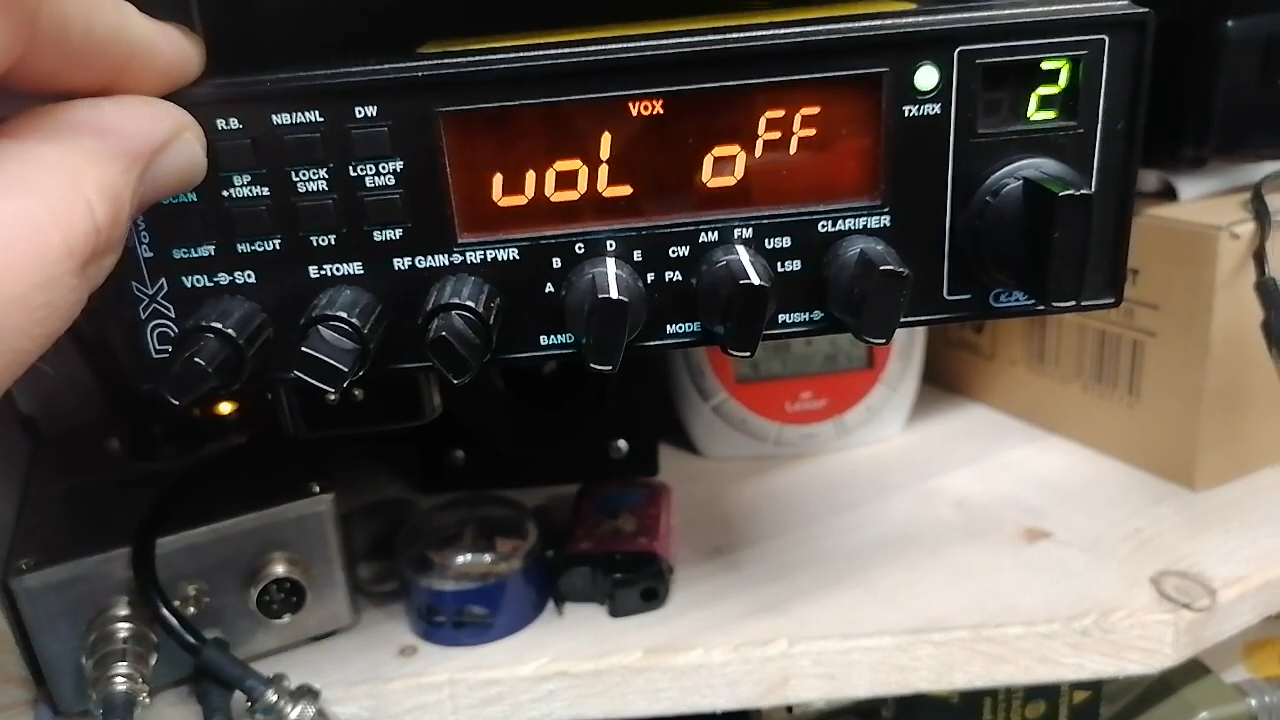 R.B. NB/ANL DW
VOX
TX/RX
2
voL oFF
SCAN BP +10KHz LOCK SWR LCD OFF EMG
SC.LIST HI-CUT TOT S/RF
VOL SQ E-TONE RF GAIN RF PWR
A B C D E F
BAND
PA CW AM FM USB LSB
MODE
CLARIFIER
PUSH
DX